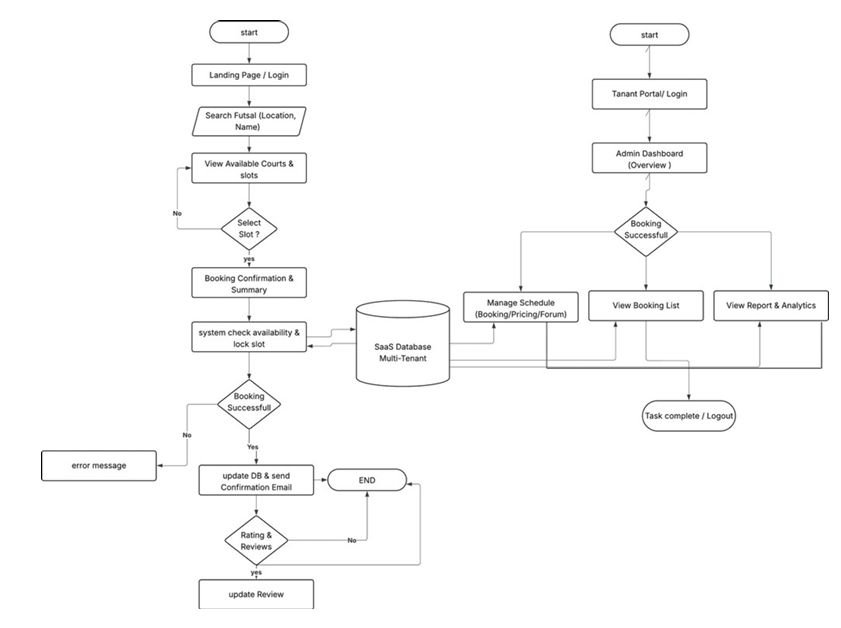 start
Landing Page / Login
Search Futsal (Location,
Name)
View Available Courts &
slots
No
Select
Slot ?
yes
Booking Confirmation &
Summary
system check availability &
lock slot
Booking
Successfull
No
Yes
error message
update DB & send
Confirmation Email
END
Rating &
Reviews
No
yes
update Review
SaaS Database
Multi-Tenant
start
Tanant Portal/ Login
Admin Dashboard
(Overview )
Booking
Successfull
Manage Schedule
(Booking/Pricing/Forum)
View Booking List
View Report & Analytics
Task complete / Logout